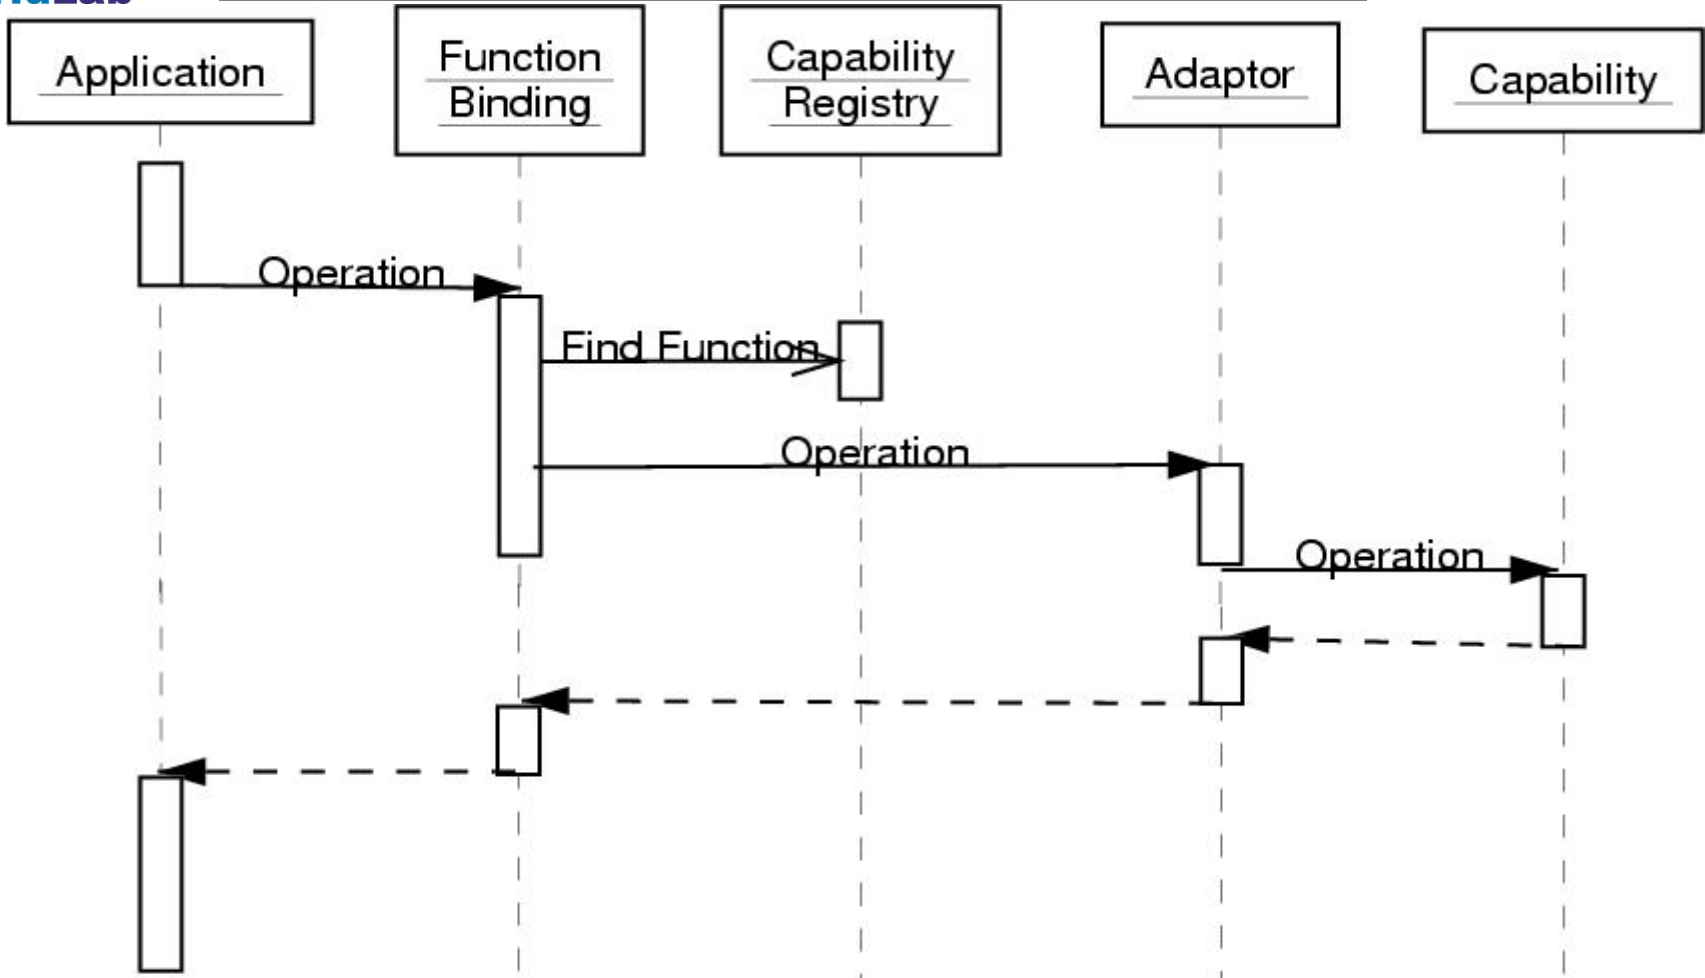 Application
Function
Binding
Capability
Registry
Adaptor
Capability
Operation
Find Function
Operation
Operation